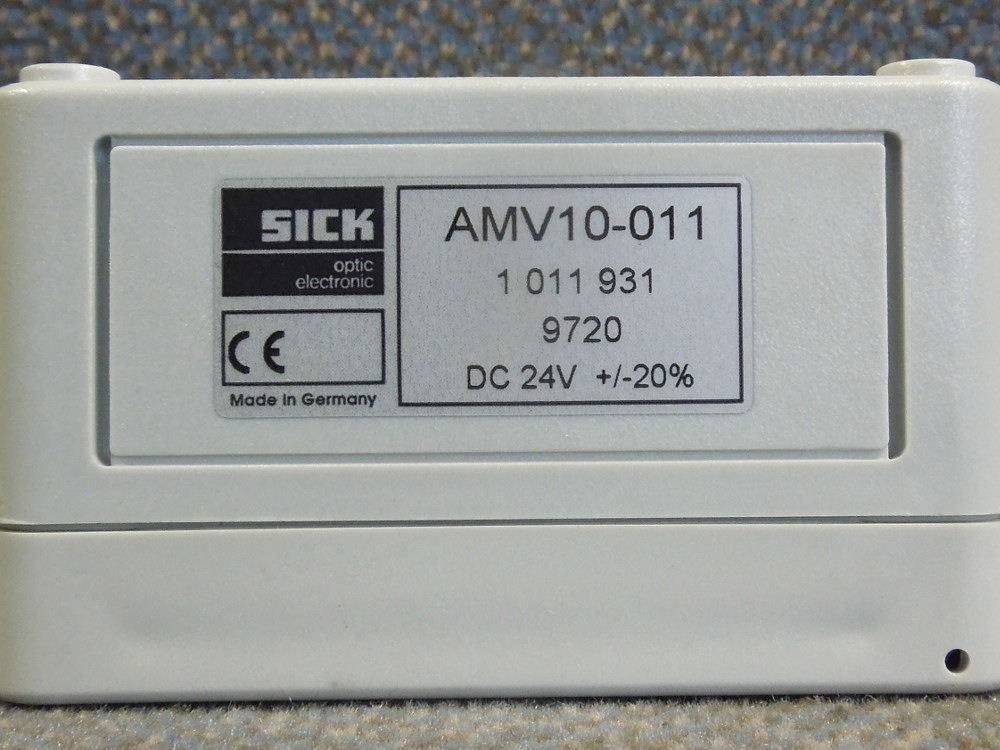 SICK
optic
electronic
CE
Made in Germany
AMV10-011
1 011 931
9720
DC 24V +/-20%